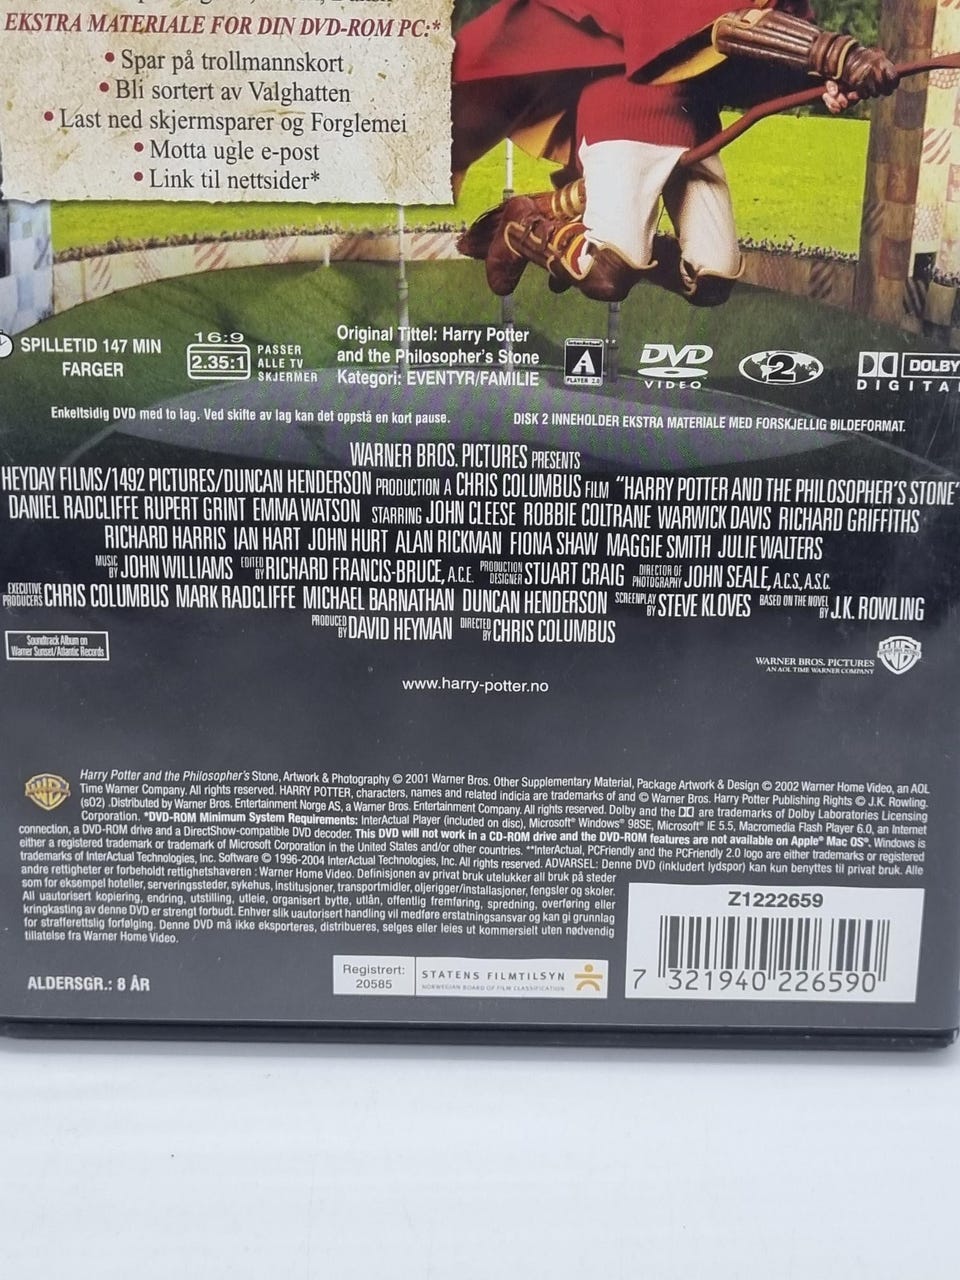 EKSTRA MATERIALE FOR DIN DVD-ROM PC:*
• Spar på trollmannskort
• Bli sortert av Valghatten
• Last ned skjermsparer og Forglemei
• Motta ugle e-post
• Link til nettsider*
SPILLETID 147 MIN
FARGER
16:9
2.35:1
PASSER
ALLE TV
SKJERMER
Original Tittel: Harry Potter
and the Philosopher's Stone
Kategori: EVENTYR/FAMILIE
InterActual
A
PLAYER 2.0
**
DVD
VIDEO
2
DOLBY
DIGITAL
Enkeltsidig DVD med to lag. Ved skifte av lag kan det oppstå en kort pause.
DISK 2 INNEHOLDER EKSTRA MATERIALE MED FORSKJELLIG BILDEFORMAT.
WARNER BROS. PICTURES PRESENTS
HEYDAY FILMS/1492 PICTURES/DUNCAN HENDERSON PRODUCTION A CHRIS COLUMBUS FILM "HARRY POTTER AND THE PHILOSOPHER'S STONE"
DANIEL RADCLIFFE RUPERT GRINT EMMA WATSON STARRING JOHN CLEESE ROBBIE COLTRANE WARWICK DAVIS RICHARD GRIFFITHS
RICHARD HARRIS IAN HART JOHN HURT ALAN RICKMAN FIONA SHAW MAGGIE SMITH JULIE WALTERS
MUSIC BY JOHN WILLIAMS EDITED BY RICHARD FRANCIS-BRUCE, A.C.E. PRODUCTION DESIGNER STUART CRAIG DIRECTOR OF PHOTOGRAPHY JOHN SEALE, A.C.S., A.S.C.
EXECUTIVE PRODUCERS CHRIS COLUMBUS MARK RADCLIFFE MICHAEL BARNATHAN DUNCAN HENDERSON SCREENPLAY BY STEVE KLOVES BASED ON THE NOVEL BY J.K. ROWLING
PRODUCED BY DAVID HEYMAN DIRECTED BY CHRIS COLUMBUS
Soundtrack Album on
Warner Sunset/Atlantic Records
WARNER BROS. PICTURES
AN AOL TIME WARNER COMPANY
www.harry-potter.no
Harry Potter and the Philosopher's Stone, Artwork & Photography © 2001 Warner Bros. Other Supplementary Material, Package Artwork & Design © 2002 Warner Home Video, an AOL
Time Warner Company. All rights reserved. HARRY POTTER, characters, names and related indicia are trademarks of and © Warner Bros. Harry Potter Publishing Rights © J.K. Rowling.
(s02) .Distributed by Warner Bros. Entertainment Norge AS, a Warner Bros. Entertainment Company. All rights reserved. Dolby and the DD are trademarks of Dolby Laboratories Licensing
Corporation. *DVD-ROM Minimum System Requirements: InterActual Player (included on disc), Microsoft® Windows® 98SE, Microsoft® IE 5.5, Macromedia Flash Player 6.0, an Internet
connection, a DVD-ROM drive and a DirectShow-compatible DVD decoder. This DVD will not work in a CD-ROM drive and the DVD-ROM features are not available on Apple® Mac OS®. Windows is
either a registered trademark or trademark of Microsoft Corporation in the United States and/or other countries. **InterActual, PCFriendly and the PCFriendly 2.0 logo are either trademarks or registered
trademarks of InterActual Technologies, Inc. Software © 1996-2004 InterActual Technologies, Inc. All rights reserved. ADVARSEL: Denne DVD (inkludert lydspor) kan kun benyttes til privat bruk. Alle
andre rettigheter er forbeholdt rettighetshaveren : Warner Home Video. Definisjonen av privat bruk utelukker all bruk på steder
som for eksempel hoteller, serveringssteder, sykehus, institusjoner, transportmidler, oljerigger/installasjoner, fengsler og skoler.
All uautorisert kopiering, endring, utstilling, utleie, organisert bytte, utlån, offentlig fremføring, spredning, overføring eller
kringkasting av denne DVD er strengt forbudt. Enhver slik uautorisert handling vil medføre erstatningsansvar og kan gi grunnlag
for strafferettslig forfølging. Denne DVD må ikke eksporteres, distribueres, selges eller leies ut kommersielt uten nødvendig
tillatelse fra Warner Home Video.
Z1222659
7 321940 226590
ALDERSGR.: 8 ÅR
Registrert:
20585
STATENS FILMTILSYN
NORWEGIAN BOARD OF FILM CLASSIFICATION